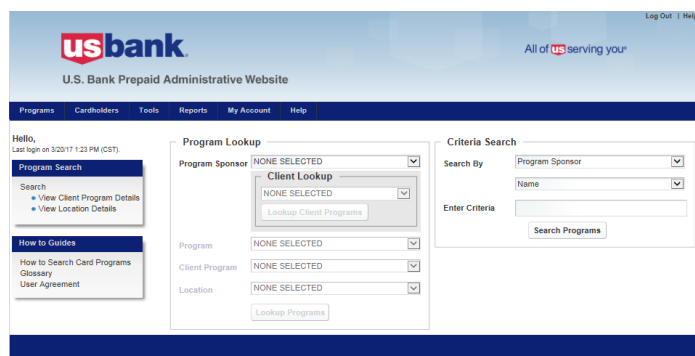 Log Out | Help
usbank.
All of us serving you®
U.S. Bank Prepaid Administrative Website
Programs Cardholders Tools Reports My Account Help
Hello,
Last login on 3/20/17 1:23 PM (CST).
Program Search
Search
View Client Program Details
View Location Details
How to Guides
How to Search Card Programs
Glossary
User Agreement
Program Lookup
Program Sponsor NONE SELECTED
Client Lookup
NONE SELECTED
Lookup Client Programs
Program NONE SELECTED
Client Program NONE SELECTED
Location NONE SELECTED
Lookup Programs
Criteria Search
Search By Program Sponsor
Name
Enter Criteria
Search Programs